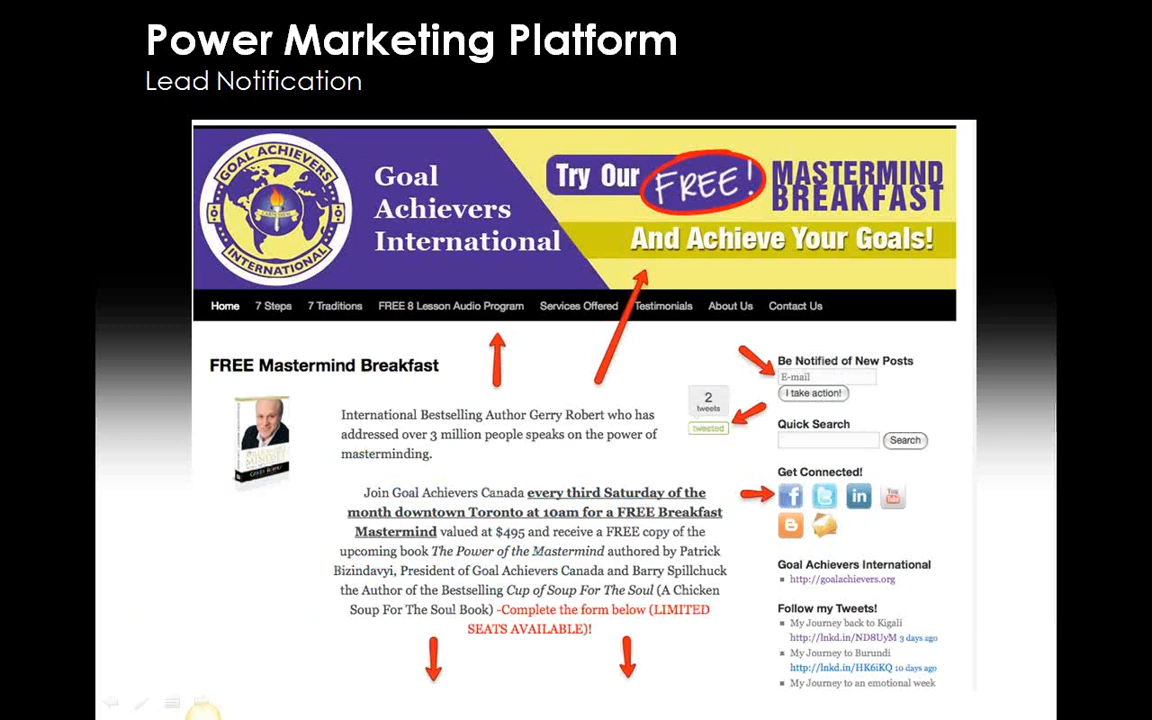 Power Marketing Platform
Lead Notification
GOAL ACHIEVERS
INTERNATIONAL
Goal
Achievers
International
Try Our FREE! MASTERMIND
BREAKFAST
And Achieve Your Goals!
Home 7 Steps 7 Traditions FREE 8 Lesson Audio Program Services Offered Testimonials About Us Contact Us
FREE Mastermind Breakfast
International Bestselling Author Gerry Robert who has
addressed over 3 million people speaks on the power of
masterminding.
2
tweets
tweeted
Join Goal Achievers Canada every third Saturday of the
month downtown Toronto at 10am for a FREE Breakfast
Mastermind valued at $495 and receive a FREE copy of the
upcoming book The Power of the Mastermind authored by Patrick
Bizindavyi, President of Goal Achievers Canada and Barry Spillchuck
the Author of the Bestselling Cup of Soup For The Soul (A Chicken
Soup For The Soul Book) -Complete the form below (LIMITED
SEATS AVAILABLE)!
Be Notified of New Posts
E-mail
I take action!
Quick Search
Search
Get Connected!
f in You
Goal Achievers International
http://goalachievers.org
Follow my Tweets!
My Journey back to Kigali
http://lnkd.in/ND8UyM 3 days ago
My Journey to Burundi
http://lnkd.in/HK6iKQ 10 days ago
My Journey to an emotional week